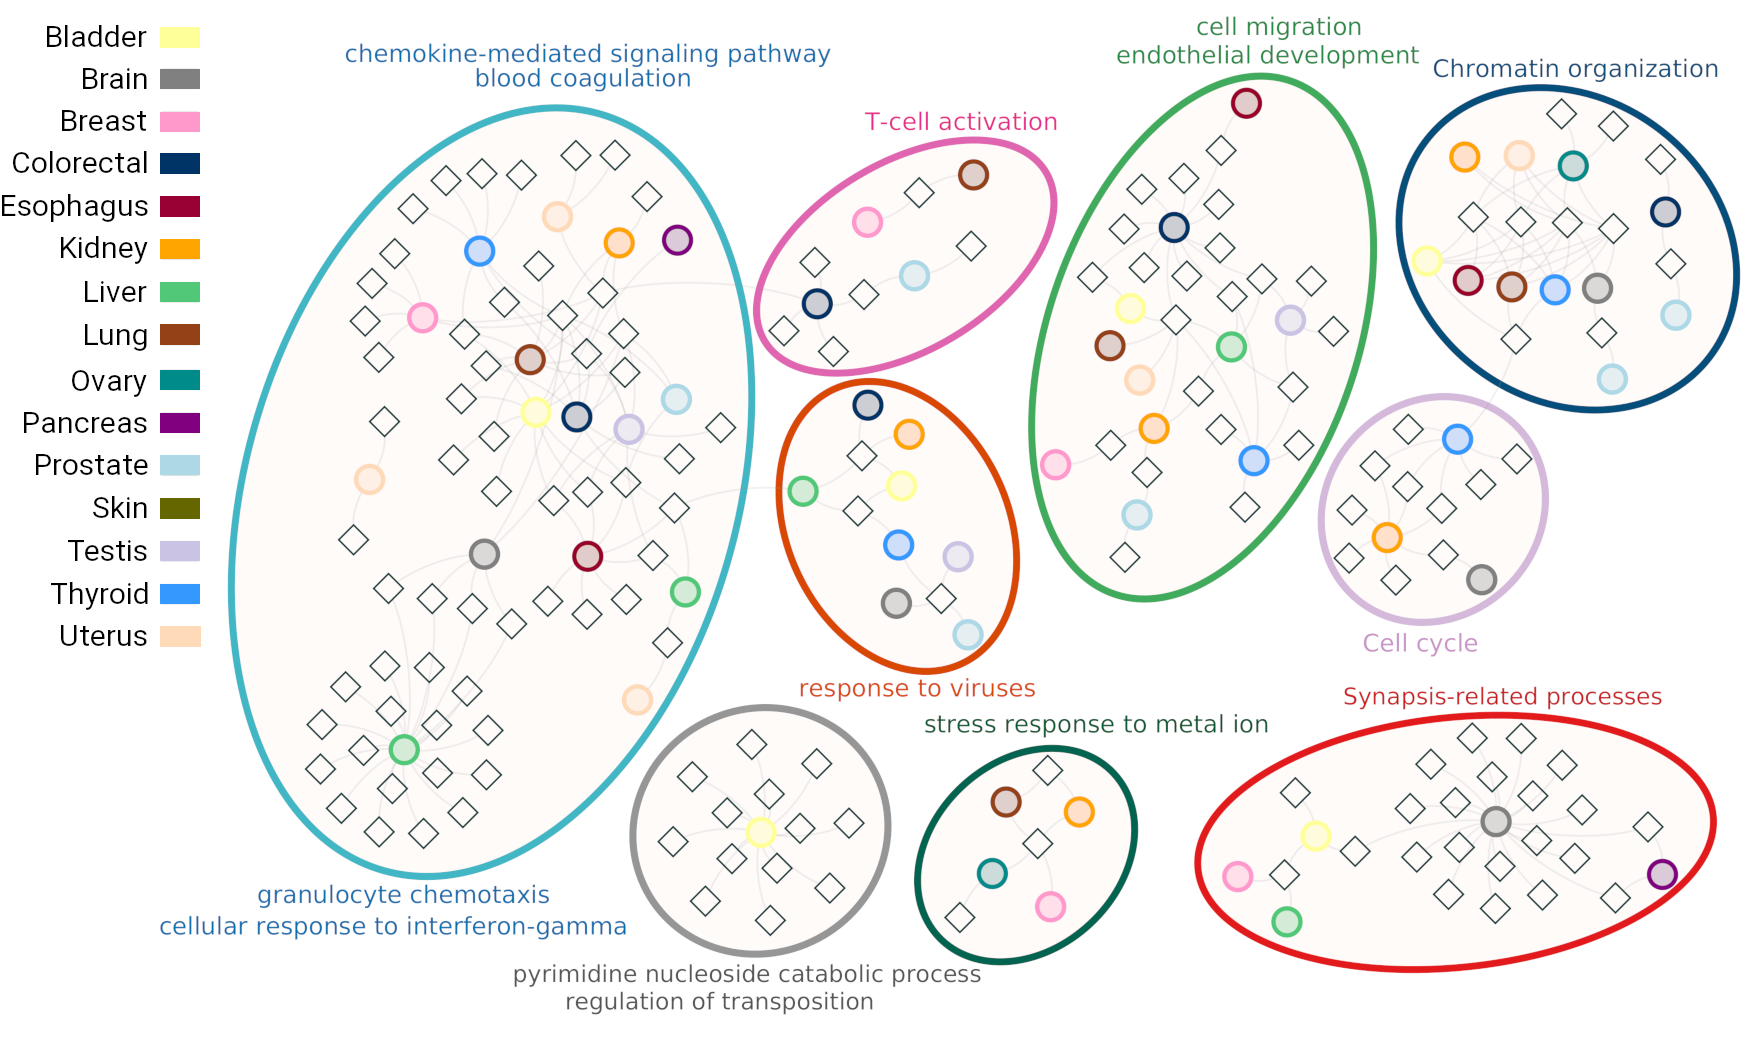 Bladder
Brain
Breast
Colorectal
Esophagus
Kidney
Liver
Lung
Ovary
Pancreas
Prostate
Skin
Testis
Thyroid
Uterus
chemokine-mediated signaling pathway
blood coagulation
T-cell activation
cell migration
endothelial development
Chromatin organization
response to viruses
Cell cycle
granulocyte chemotaxis
cellular response to interferon-gamma
pyrimidine nucleoside catabolic process
regulation of transposition
stress response to metal ion
Synapsis-related processes